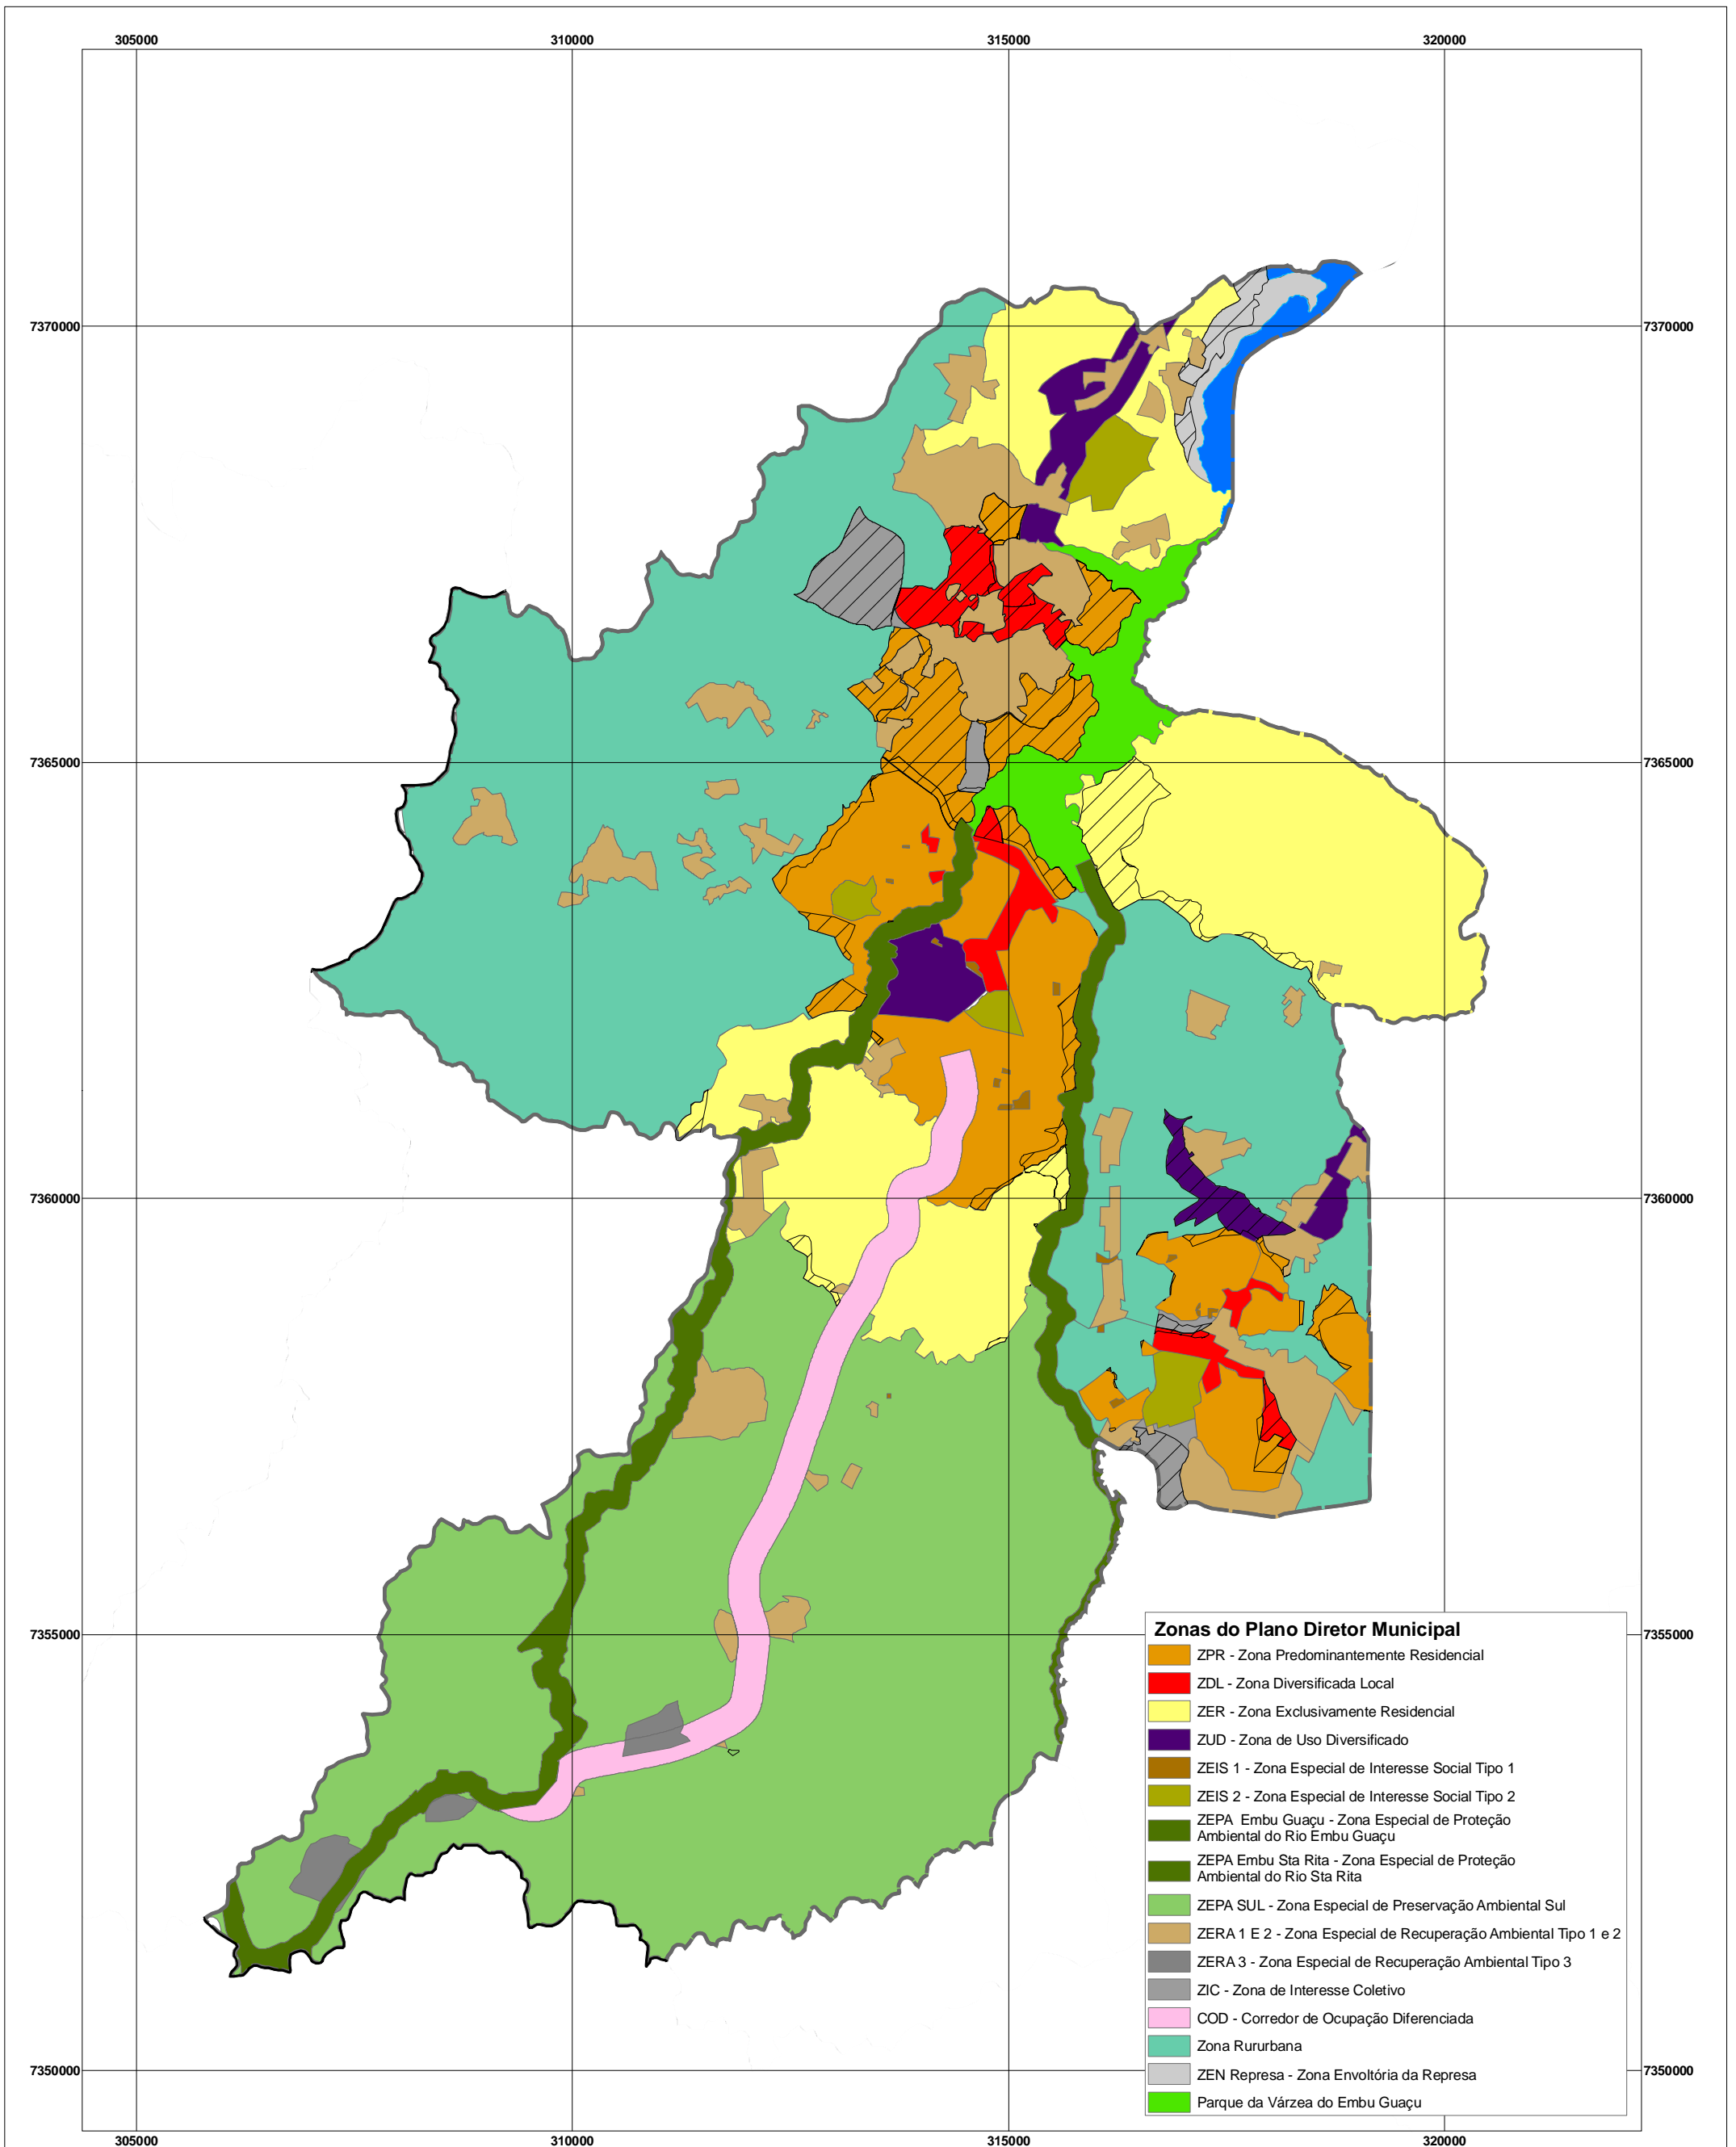 305000 310000 315000 320000
7370000 7370000
7365000
7360000
7355000 7355000
7350000 7350000
Zonas do Plano Diretor Municipal
ZPR - Zona Predominantemente Residencial
ZDL - Zona Diversificada Local
ZER - Zona Exclusivamente Residencial
ZUD - Zona de Uso Diversificado
ZEIS 1 - Zona Especial de Interesse Social Tipo 1
ZEIS 2 - Zona Especial de Interesse Social Tipo 2
ZEPA Embu Guaçu - Zona Especial de Proteção
Ambiental do Rio Embu Guaçu
ZEPA Embu Sta Rita - Zona Especial de Proteção
Ambiental do Rio Sta Rita
ZEPA SUL - Zona Especial de Preservação Ambiental Sul
ZERA 1 E 2 - Zona Especial de Recuperação Ambiental Tipo 1 e 2
ZERA 3 - Zona Especial de Recuperação Ambiental Tipo 3
ZIC - Zona de Interesse Coletivo
COD - Corredor de Ocupação Diferenciada
Zona Rururbana
ZEN Represa - Zona Envoltória da Represa
Parque da Várzea do Embu Guaçu
7365000
7360000
305000 310000 315000 320000